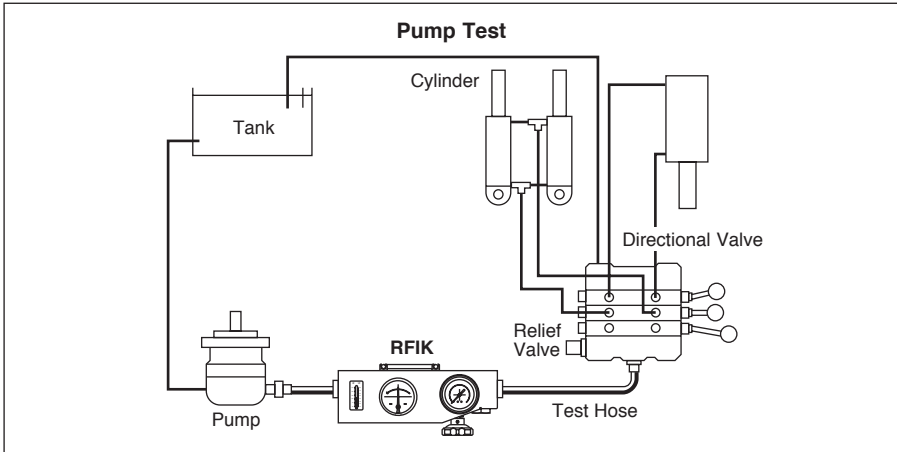 Pump Test
Cylinder
Tank
Directional Valve
Relief
Valve
RFIK
Test Hose
Pump